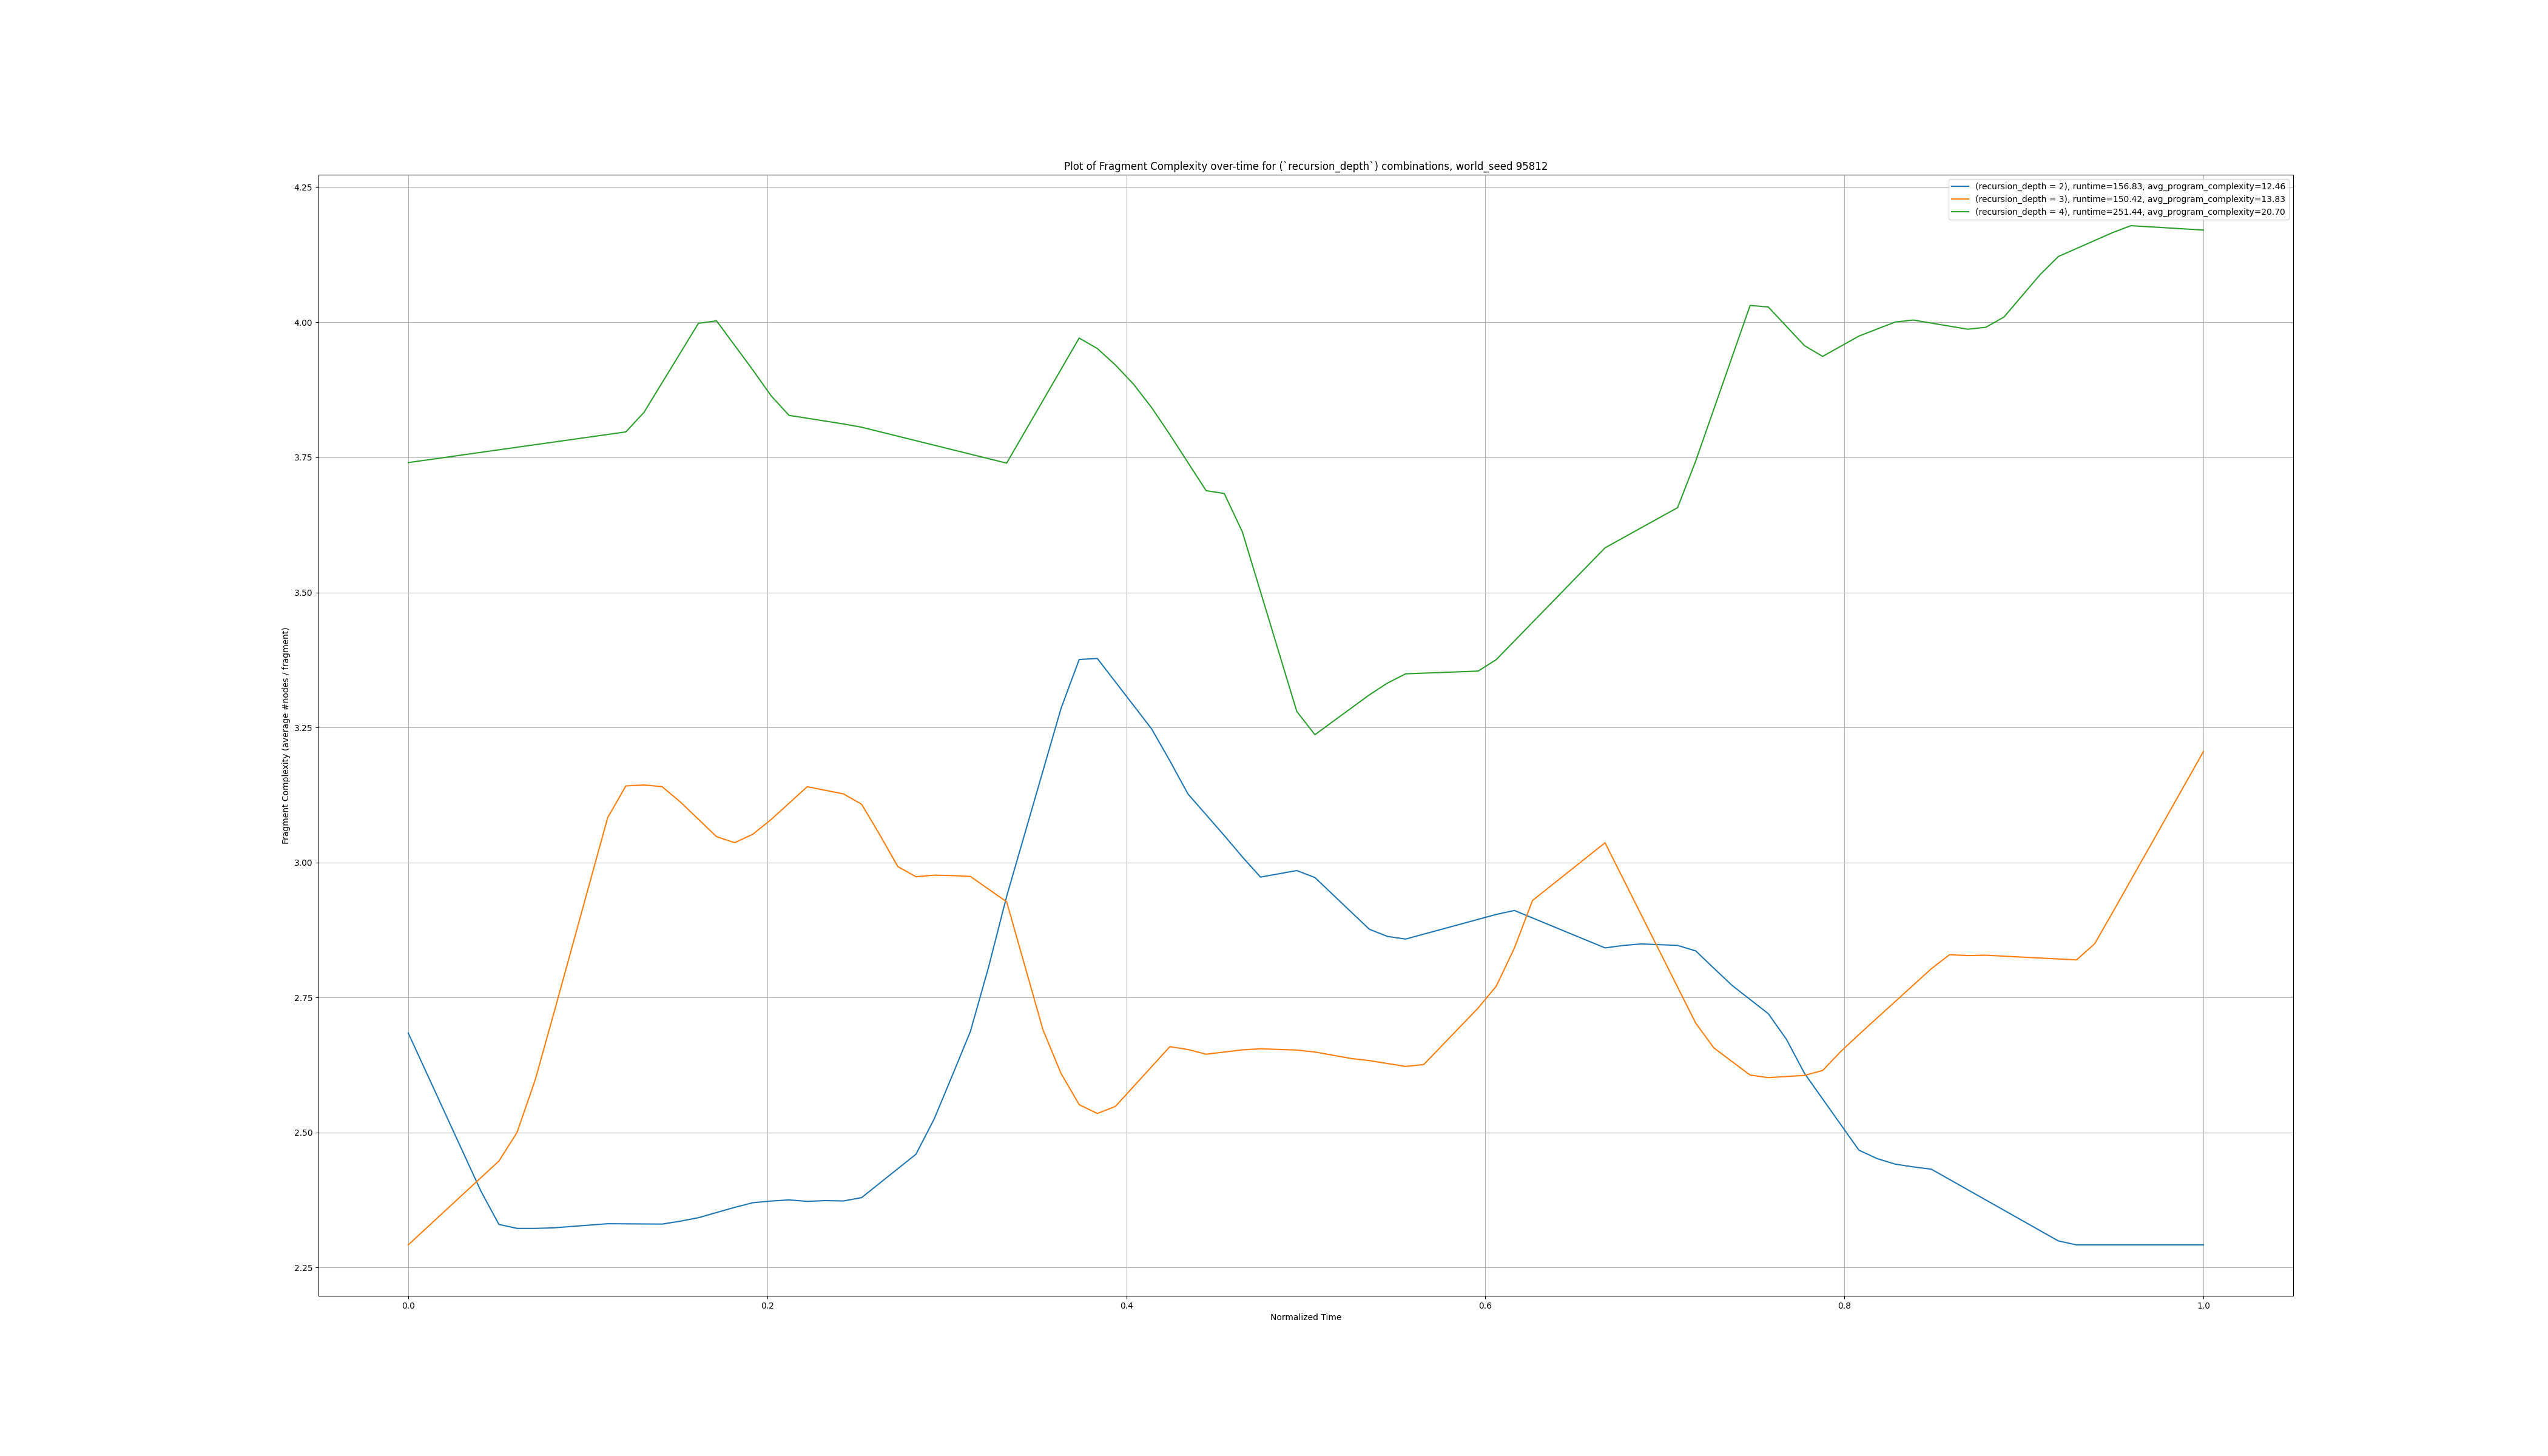 Plot of Fragment Complexity over-time for (`recursion_depth`) combinations, world_seed 95812
(recursion_depth = 2), runtime=156.83, avg_program_complexity=12.46
(recursion_depth = 3), runtime=150.42, avg_program_complexity=13.83
(recursion_depth = 4), runtime=251.44, avg_program_complexity=20.70
Fragment Complexity (average #nodes / fragment)
4.25
4.00
3.75
3.50
3.25
3.00
2.75
2.50
2.25
0.0
0.2
0.4
0.6
0.8
1.0
Normalized Time